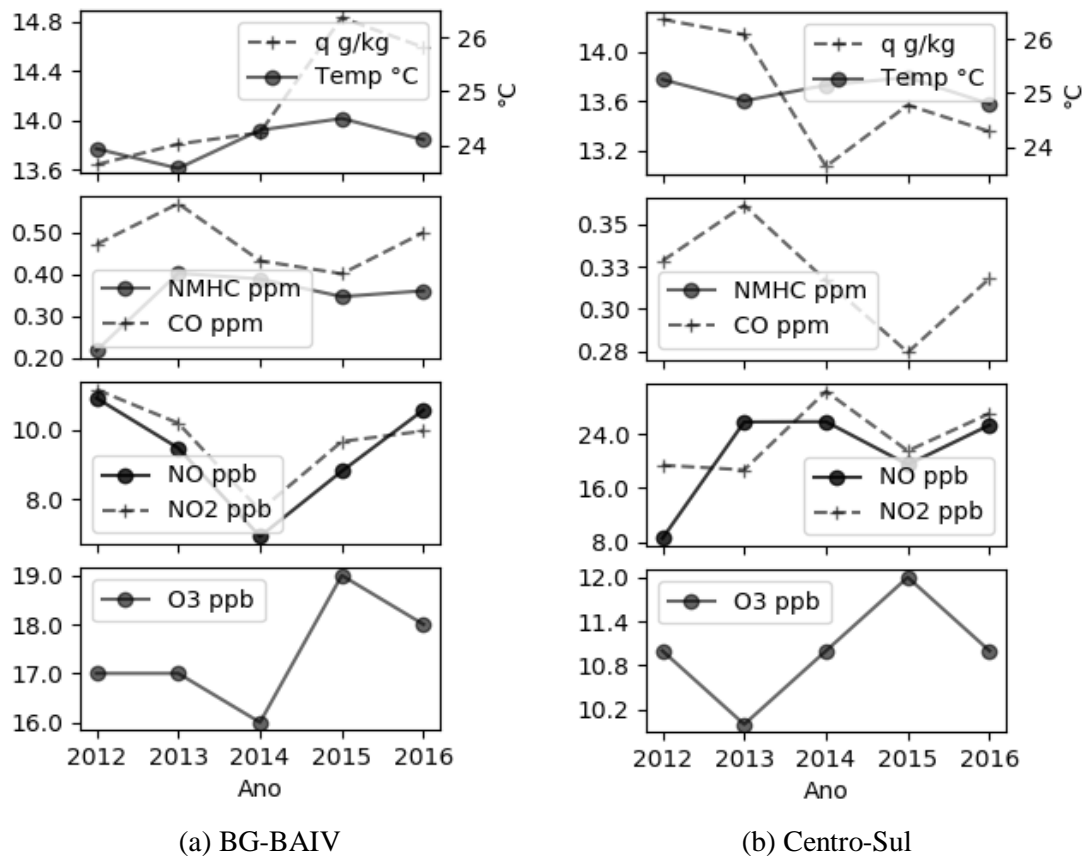 14.8
14.4
14.0
13.6
q g/kg
Temp °C
26
25
24
°C
0.50
0.40
0.30
0.20
NMHC ppm
CO ppm
10.0
8.0
NO ppb
NO2 ppb
19.0
18.0
17.0
16.0
O3 ppb
2012 2013 2014 2015 2016
Ano
(a) BG-BAIV
14.0
13.6
13.2
q g/kg
Temp °C
26
25
24
°C
0.35
0.33
0.30
0.28
NMHC ppm
CO ppm
24.0
16.0
8.0
NO ppb
NO2 ppb
12.0
11.4
10.8
10.2
O3 ppb
2012 2013 2014 2015 2016
Ano
(b) Centro-Sul